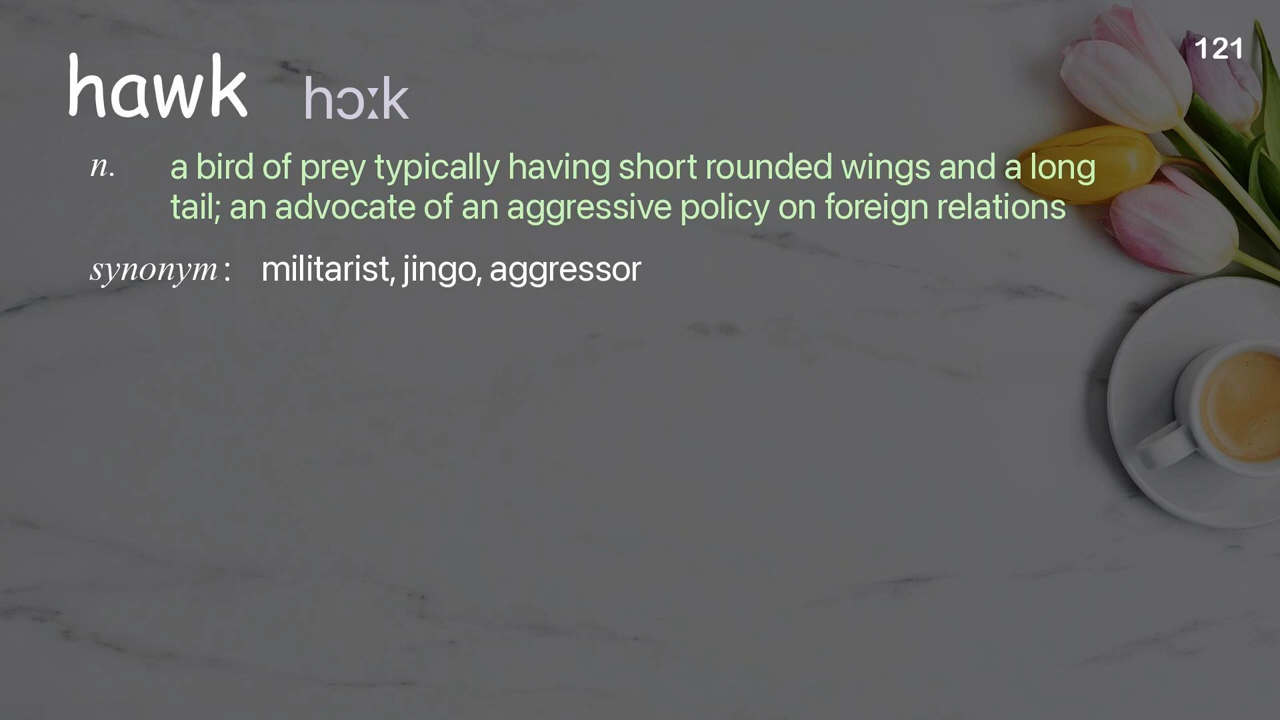 121
hawk hɔːk
n. a bird of prey typically having short rounded wings and a long
tail; an advocate of an aggressive policy on foreign relations
synonym: militarist, jingo, aggressor